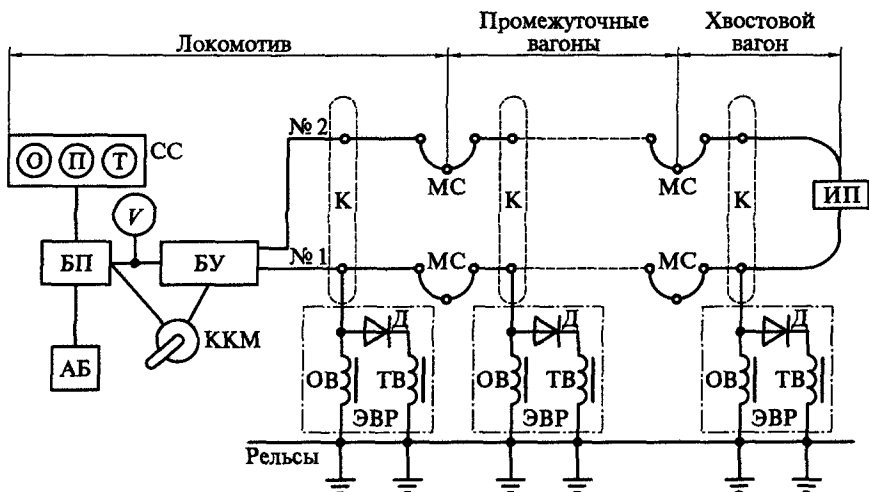 Локомотив
Промежуточные
вагоны
Хвостовой
вагон
О П Т
СС
№ 2
МС
МС
К
К
К
ИП
V
БП
БУ
№ 1
МС
МС
ККМ
АБ
Д
ОВ
ТВ
ЭВР
Д
ОВ
ТВ
ЭВР
Д
ОВ
ТВ
ЭВР
Рельсы